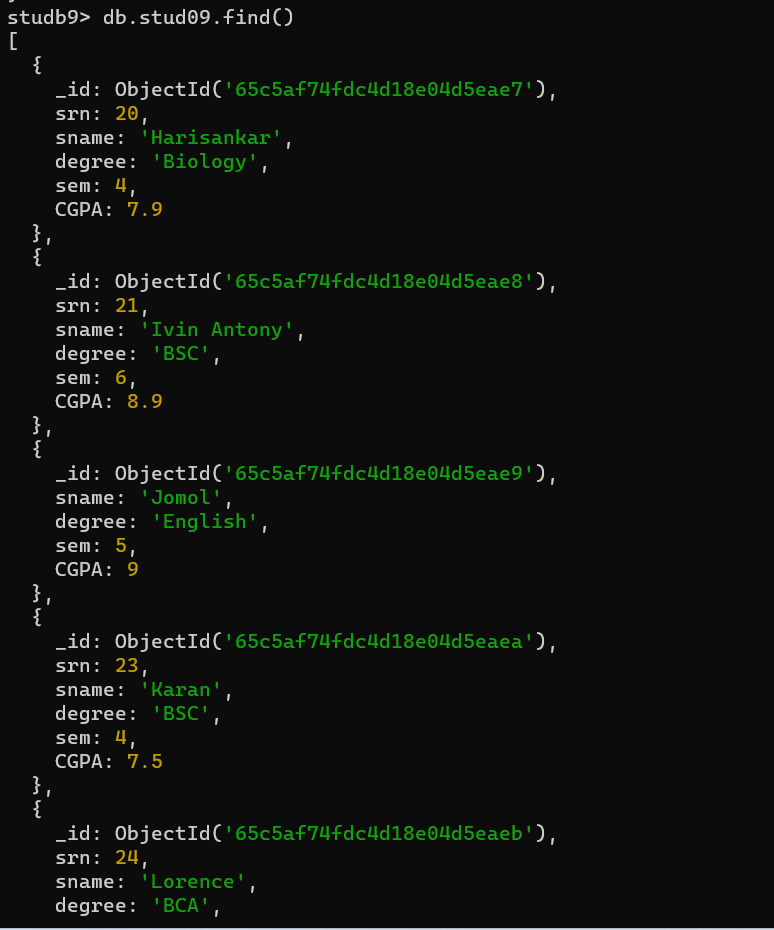 studb9> db.stud09.find()
[
  {
    _id: ObjectId('65c5af74fdc4d18e04d5eae7'),
    srn: 20,
    sname: 'Harisankar',
    degree: 'Biology',
    sem: 4,
    CGPA: 7.9
  },
  {
    _id: ObjectId('65c5af74fdc4d18e04d5eae8'),
    srn: 21,
    sname: 'Ivin Antony',
    degree: 'BSC',
    sem: 6,
    CGPA: 8.9
  },
  {
    _id: ObjectId('65c5af74fdc4d18e04d5eae9'),
    sname: 'Jomol',
    degree: 'English',
    sem: 5,
    CGPA: 9
  },
  {
    _id: ObjectId('65c5af74fdc4d18e04d5eaea'),
    srn: 23,
    sname: 'Karan',
    degree: 'BSC',
    sem: 4,
    CGPA: 7.5
  },
  {
    _id: ObjectId('65c5af74fdc4d18e04d5eaeb'),
    srn: 24,
    sname: 'Lorence',
    degree: 'BCA',